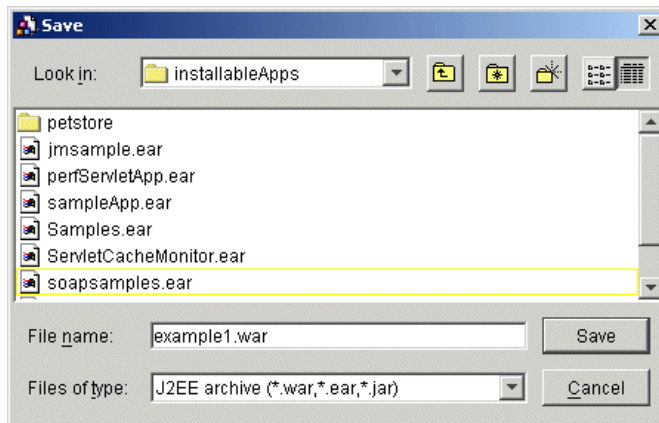 Save
Look in: installableApps
petstore
jmsample.ear
perfServletApp.ear
sampleApp.ear
Samples.ear
ServletCacheMonitor.ear
soapsamples.ear
File name: example1.war Save
Files of type: J2EE archive (*.war,*.ear,*.jar) Cancel